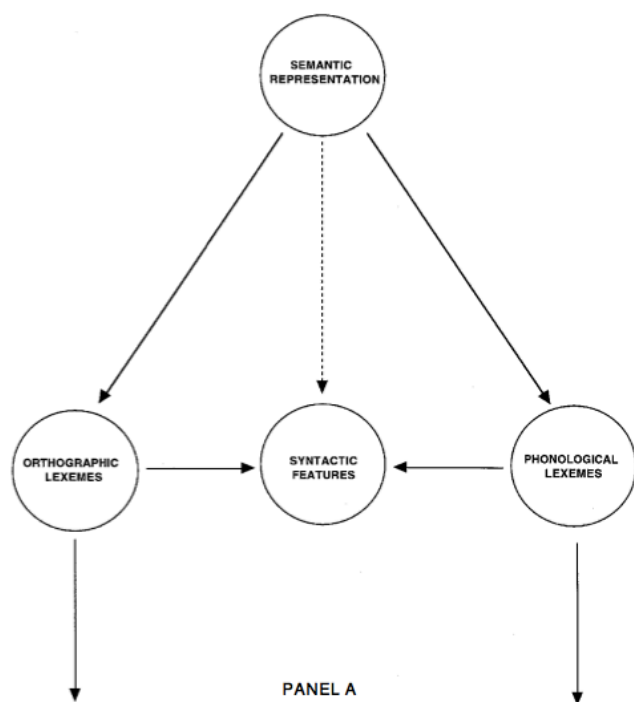 SEMANTIC
REPRESENTATION
ORTHOGRAPHIC
LEXEMES
SYNTACTIC
FEATURES
PHONOLOGICAL
LEXEMES
PANEL A